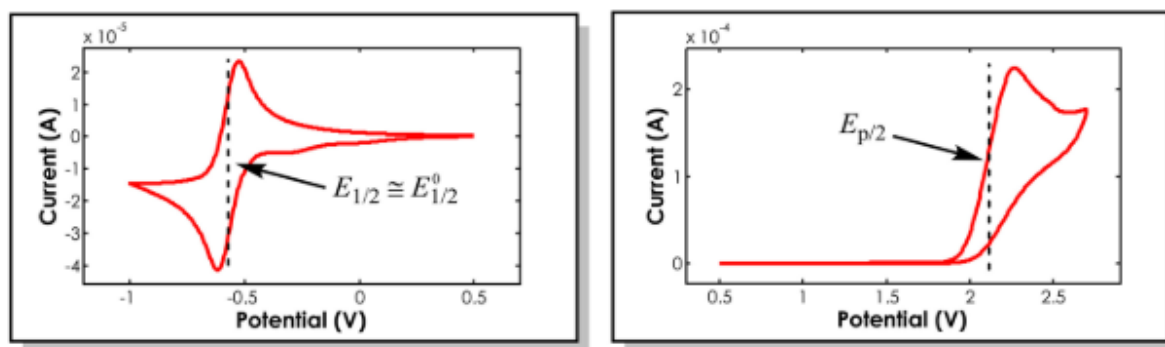 x 10⁻⁵
2
1
0
-1
-2
-3
-4
Current (A)
E₁/₂ ≅ E⁰₁/₂
-1
-0.5
0
0.5
Potential (V)
x 10⁻⁴
2
1
0
Current (A)
Eₚ/₂
0.5
1
1.5
2
2.5
Potential (V)